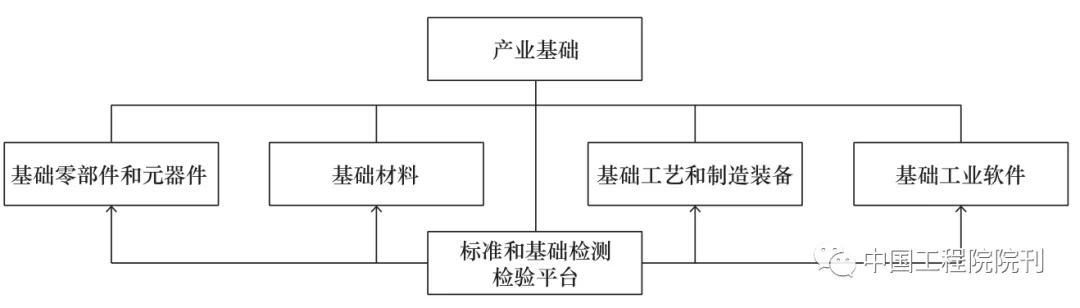 产业基础
基础零部件和元器件
基础材料
基础工艺和制造装备
基础工业软件
标准和基础检测
检验平台
中国工程院院刊